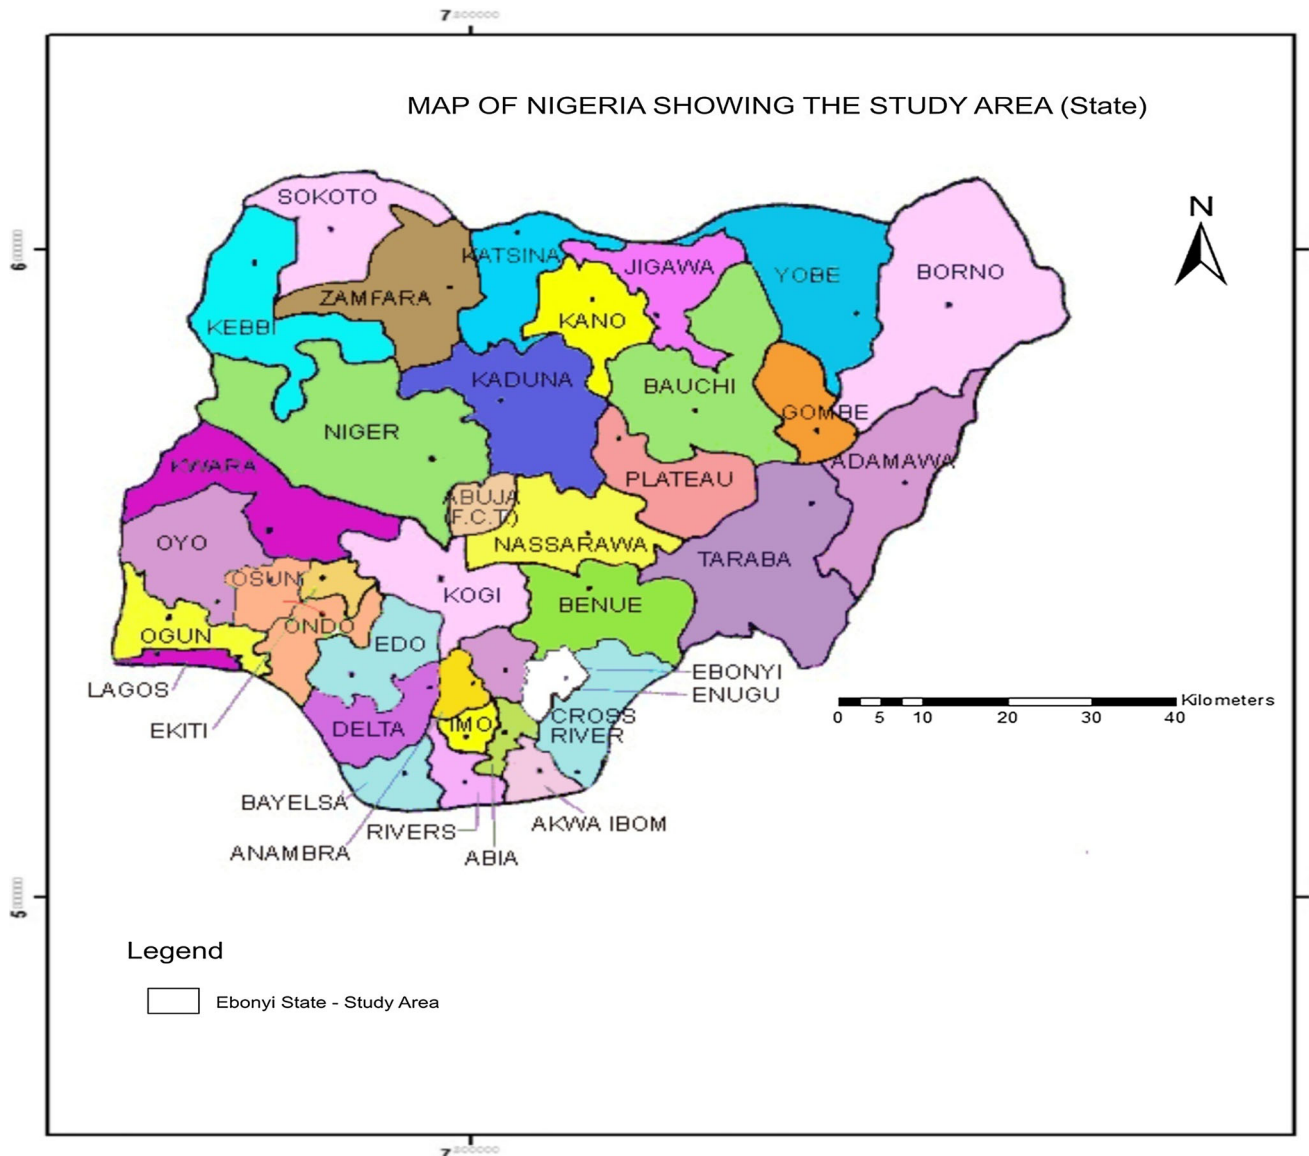 7°000000
MAP OF NIGERIA SHOWING THE STUDY AREA (State)
N
SOKOTO
KATSINA
JIGAWA
YOBE
BORNO
ZAMFARA
KEBBI
KANO
KADUNA
BAUCHI
GOMBE
NIGER
ADAMAWA
KWARA
PLATEAU
ABUJA
(F.C.T.)
OYO
NASSARAWA
TARABA
OSUN
KOGI
BENUE
ONDO
OGUN
EDO
EBONYI
LAGOS
ENUGU
EKITI
DELTA
IMO
CROSS
RIVER
Kilometers
0 5 10 20 30 40
BAYELSA
RIVERS
AKWA IBOM
ANAMBRA
ABIA
Legend
Ebonyi State - Study Area